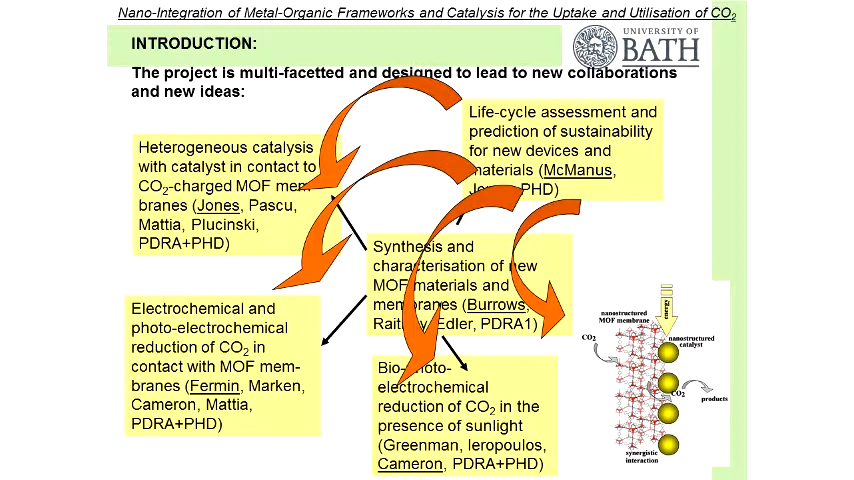 Nano-Integration of Metal-Organic Frameworks and Catalysis for the Uptake and Utilisation of CO2
INTRODUCTION:
UNIVERSITY OF
BATH
The project is multi-facetted and designed to lead to new collaborations
and new ideas:
Life-cycle assessment and
prediction of sustainability
for new devices and
materials (McManus,
PHD)
Heterogeneous catalysis
with catalyst in contact to
CO2-charged MOF mem-
branes (Jones, Pascu,
Mattia, Plucinski,
PDRA+PHD)
Synthesis and
characterisation of new
MOF materials and
membranes (Burrows,
Edler, PDRA1)
Electrochemical and
photo-electrochemical
reduction of CO2 in
contact with MOF mem-
branes (Fermin, Marken,
Cameron, Mattia,
PDRA+PHD)
Bio-photo-
electrochemical
reduction of CO2 in the
presence of sunlight
(Greenman, Ieropoulos,
Cameron, PDRA+PHD)
energy
nanostructured
MOF membrane
nanostructured
catalyst
CO2
CO2
products
synergistic
interaction